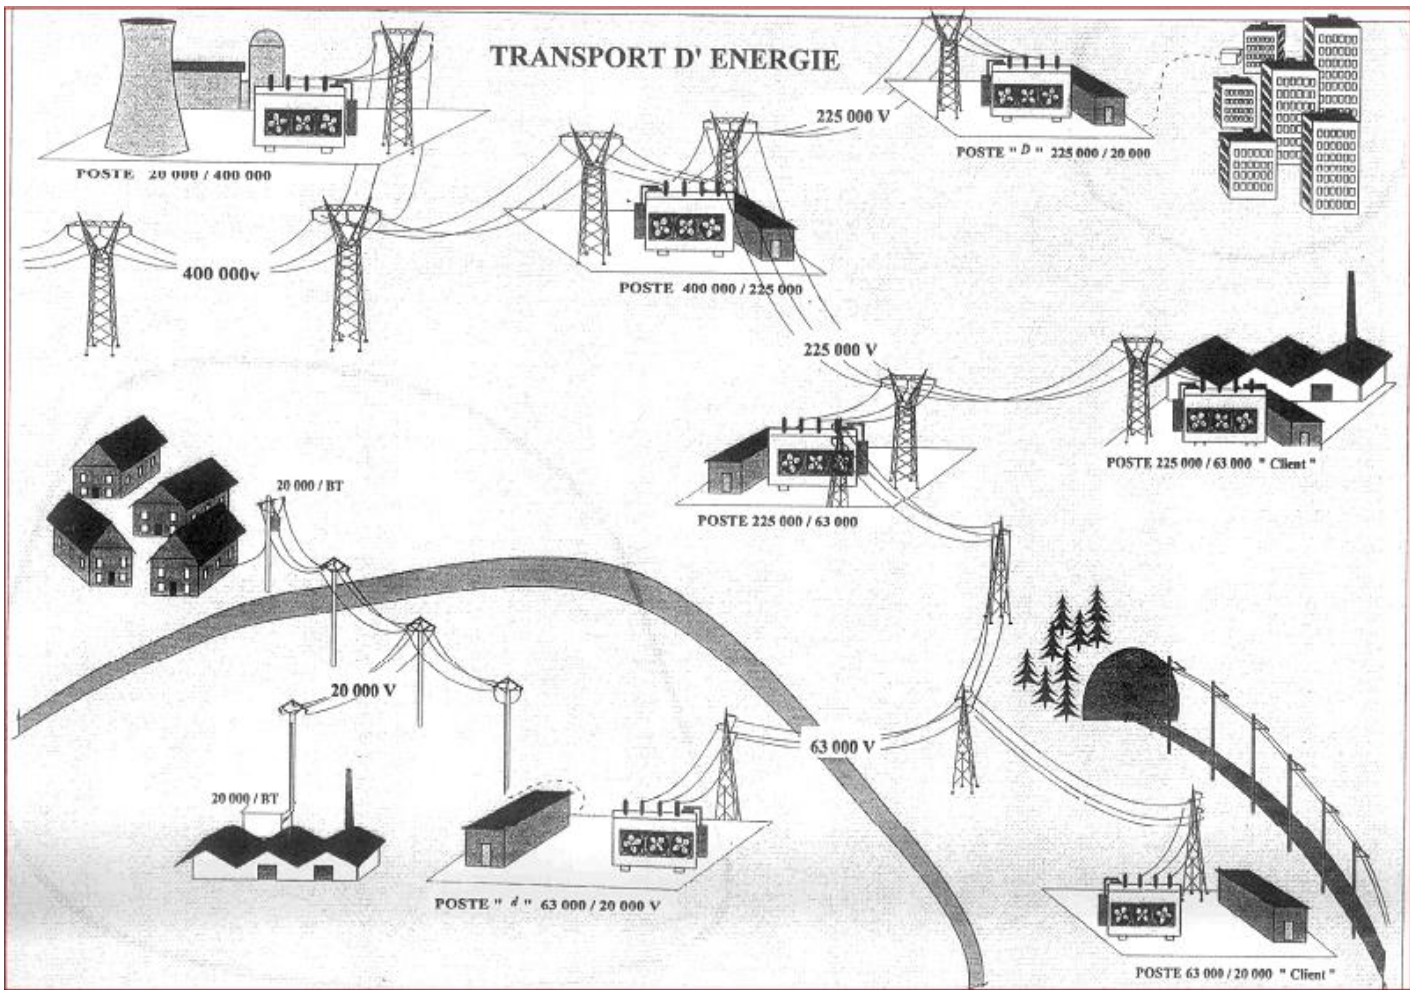 TRANSPORT D' ENERGIE
POSTE 20 000 / 400 000
225 000 V
POSTE " D " 225 000 / 20 000
400 000v
POSTE 400 000 / 225 000
225 000 V
POSTE 225 000 / 63 000 " Client "
POSTE 225 000 / 63 000
20 000 / BT
20 000 V
63 000 V
20 000 / BT
POSTE " d " 63 000 / 20 000 V
POSTE 63 000 / 20 000 " Client "